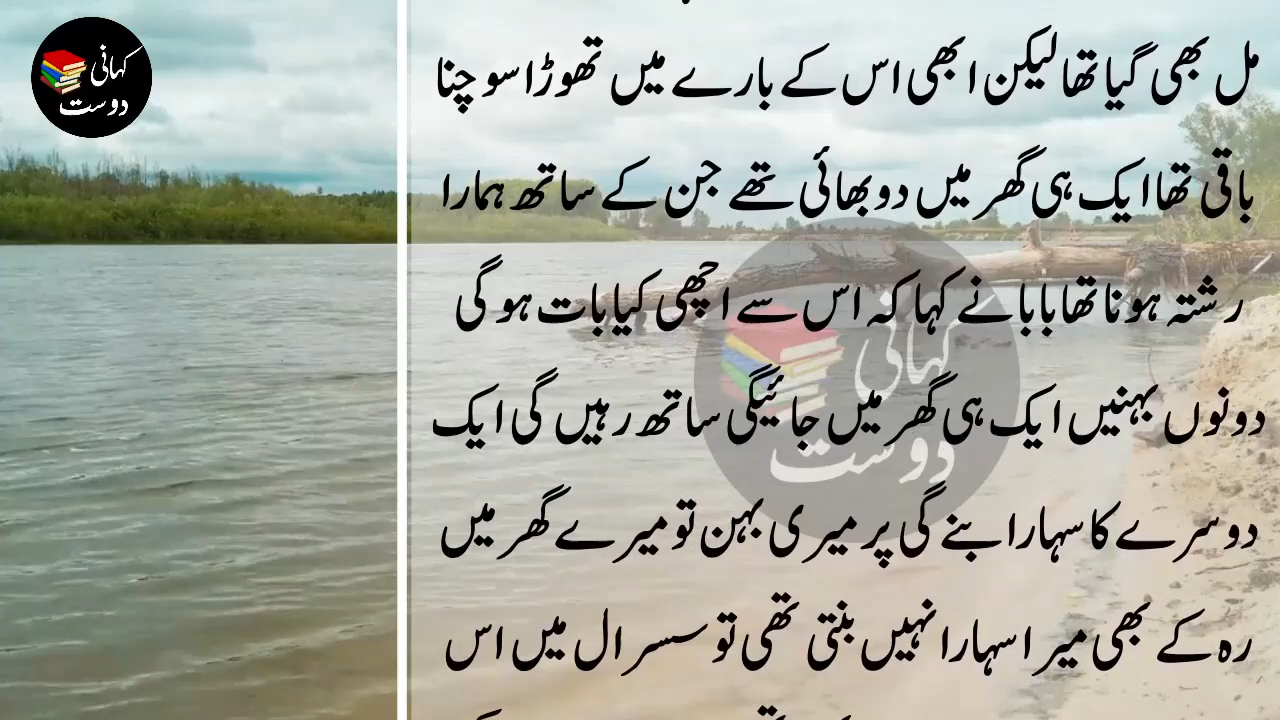 کہانی
دوست
مل بھی گیا تھا لیکن ابھی اس کے بارے میں تھوڑا سوچنا
باقی تھا ایک ہی گھر میں دو بھائی تھے جن کے ساتھ ہمارا
رشتہ ہونا تھا بابا نے کہا کہ اس سے اچھی کیا بات ہو گی
دونوں بہنیں ایک ہی گھر میں جائیگی ساتھ رہیں گی ایک
دوسرے کا سہارا بنے گی پر میری بہن تو میرے گھر میں
رہ کے بھی میرا سہارا نہیں بنتی تھی تو سسرال میں اس
کہانی
دوست